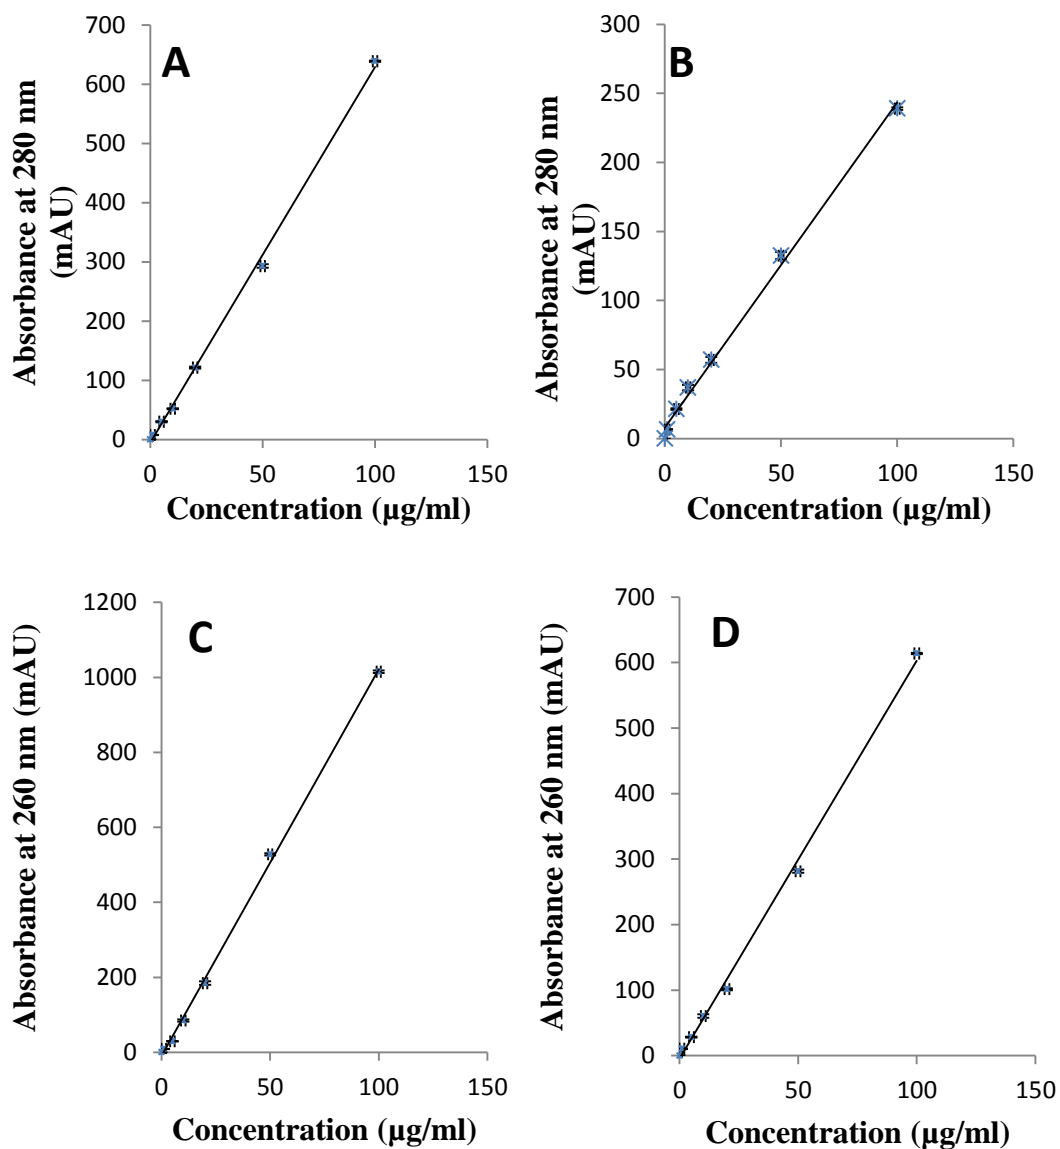 A
Absorbance at 280 nm
(mAU)
700
600
500
400
300
200
100
0
0 50 100 150
Concentration (µg/ml)
B
Absorbance at 280 nm
(mAU)
300
250
200
150
100
50
0
0 50 100 150
Concentration (µg/ml)
C
Absorbance at 260 nm (mAU)
1200
1000
800
600
400
200
0
0 50 100 150
Concentration (µg/ml)
D
Absorbance at 260 nm (mAU)
700
600
500
400
300
200
100
0
0 50 100 150
Concentration (µg/ml)